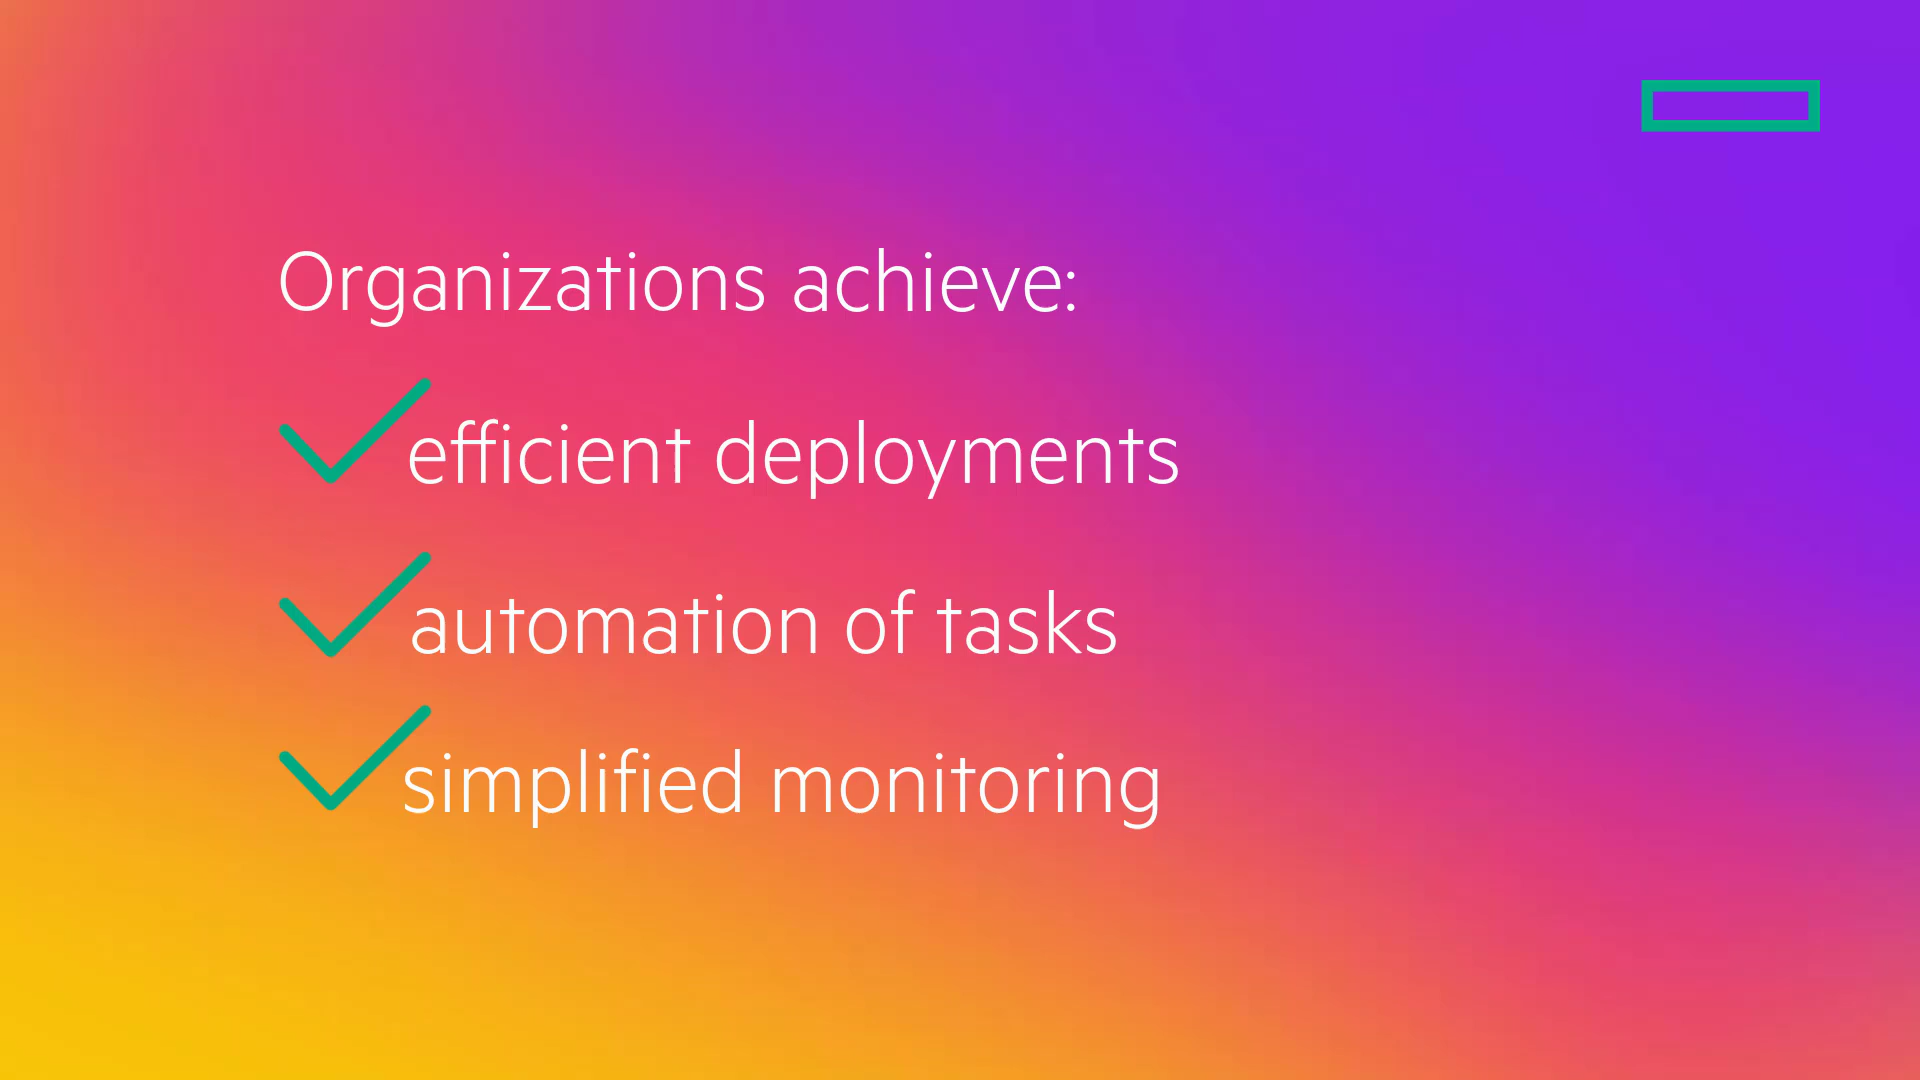 Organizations achieve:
efficient deployments
automation of tasks
simplified monitoring